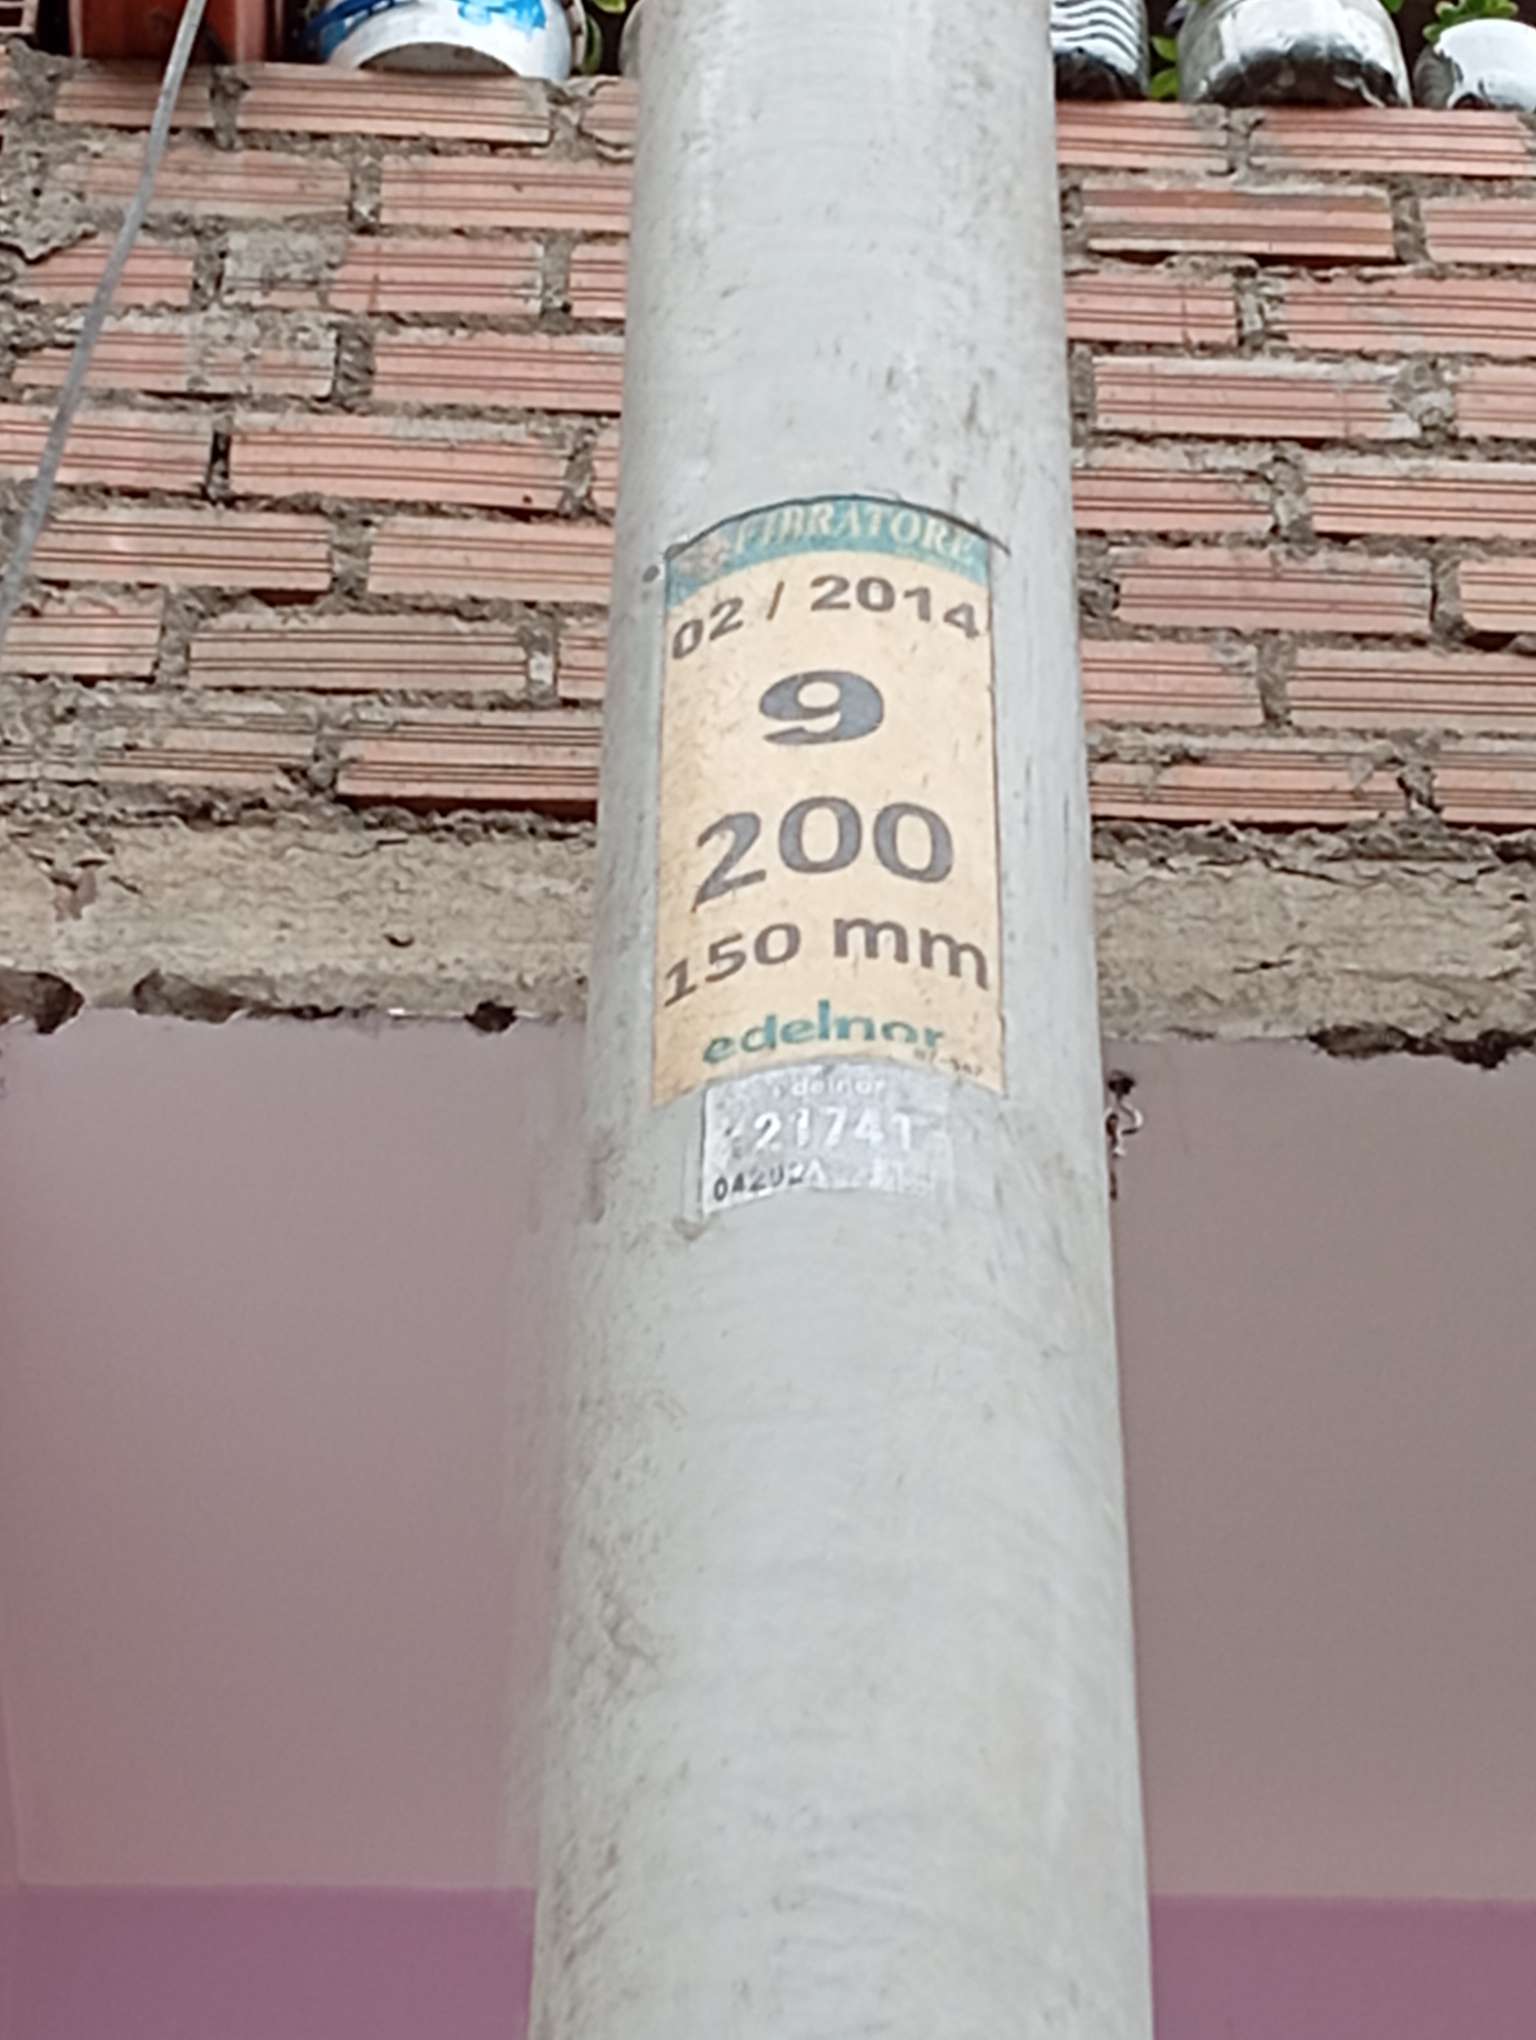 FIBRATORE
02 / 2014
9
200
150 mm
edelnor
edelnor
21741
04202A